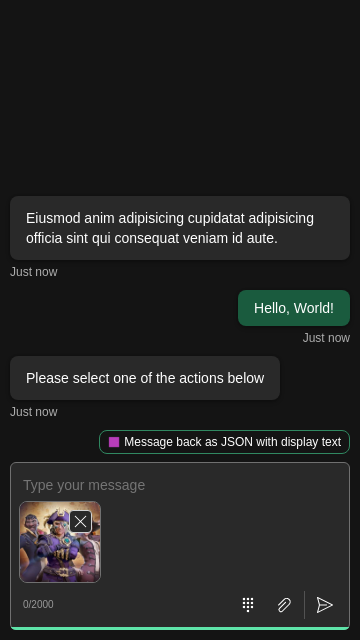 Eiusmod anim adipisicing cupidatat adipisicing
officia sint qui consequat veniam id aute.
Just now
Hello, World!
Just now
Please select one of the actions below
Just now
Message back as JSON with display text
Type your message
0/2000